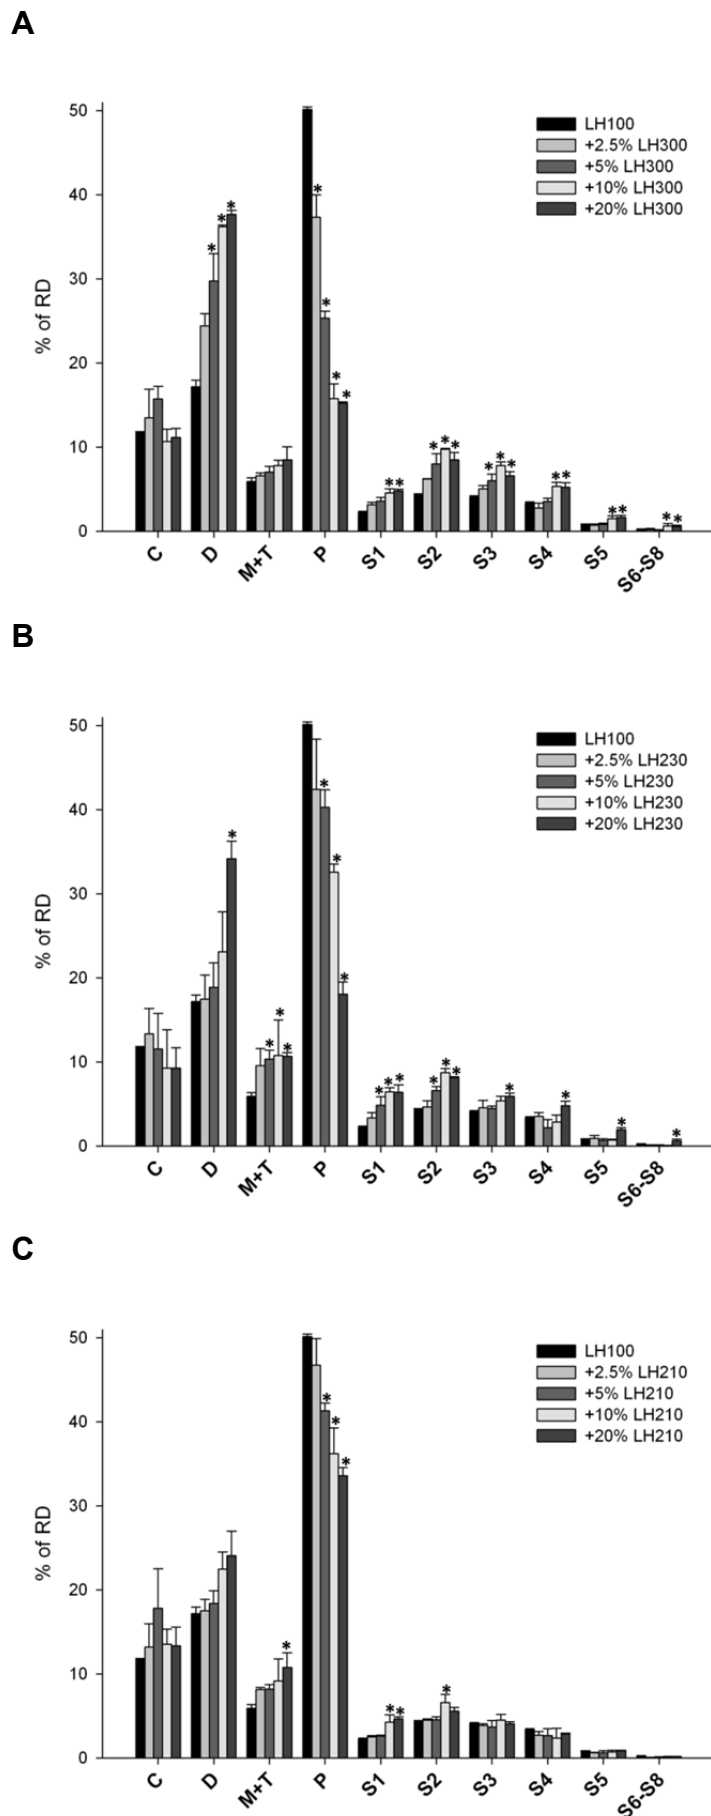 A
50
40
30
20
10
0
% of RD
LH100
+2.5% LH300
+5% LH300
+10% LH300
+20% LH300
* * * * * * * * * * * * * * * * * * * * *
C D M+T P S1 S2 S3 S4 S5 S6-S8
B
50
40
30
20
10
0
% of RD
LH100
+2.5% LH230
+5% LH230
+10% LH230
+20% LH230
* * * * * * * * * * * * * * * * *
C D M+T P S1 S2 S3 S4 S5 S6-S8
C
50
40
30
20
10
0
% of RD
LH100
+2.5% LH210
+5% LH210
+10% LH210
+20% LH210
* * * * * * *
C D M+T P S1 S2 S3 S4 S5 S6-S8